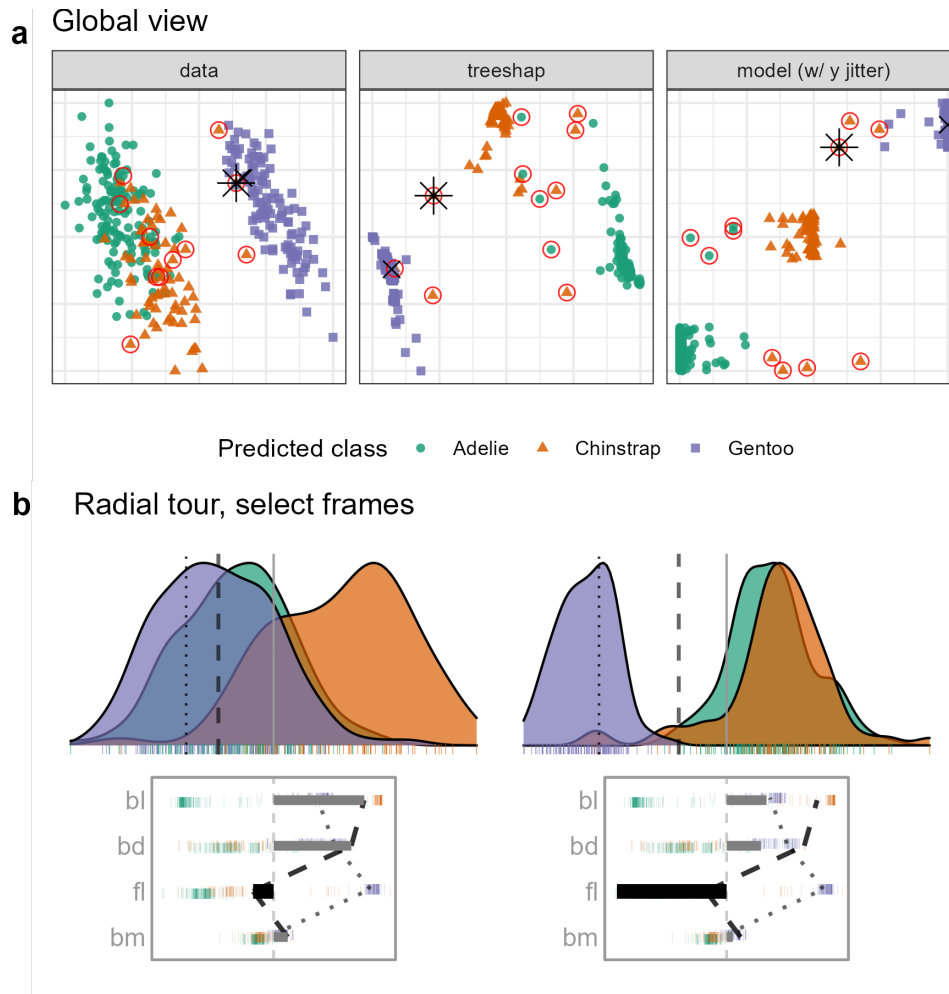 a Global view
data treeshap model (w/ y jitter)
Predicted class Adelie Chinstrap Gentoo
b Radial tour, select frames
bl bl
bd bd
fl fl
bm bm